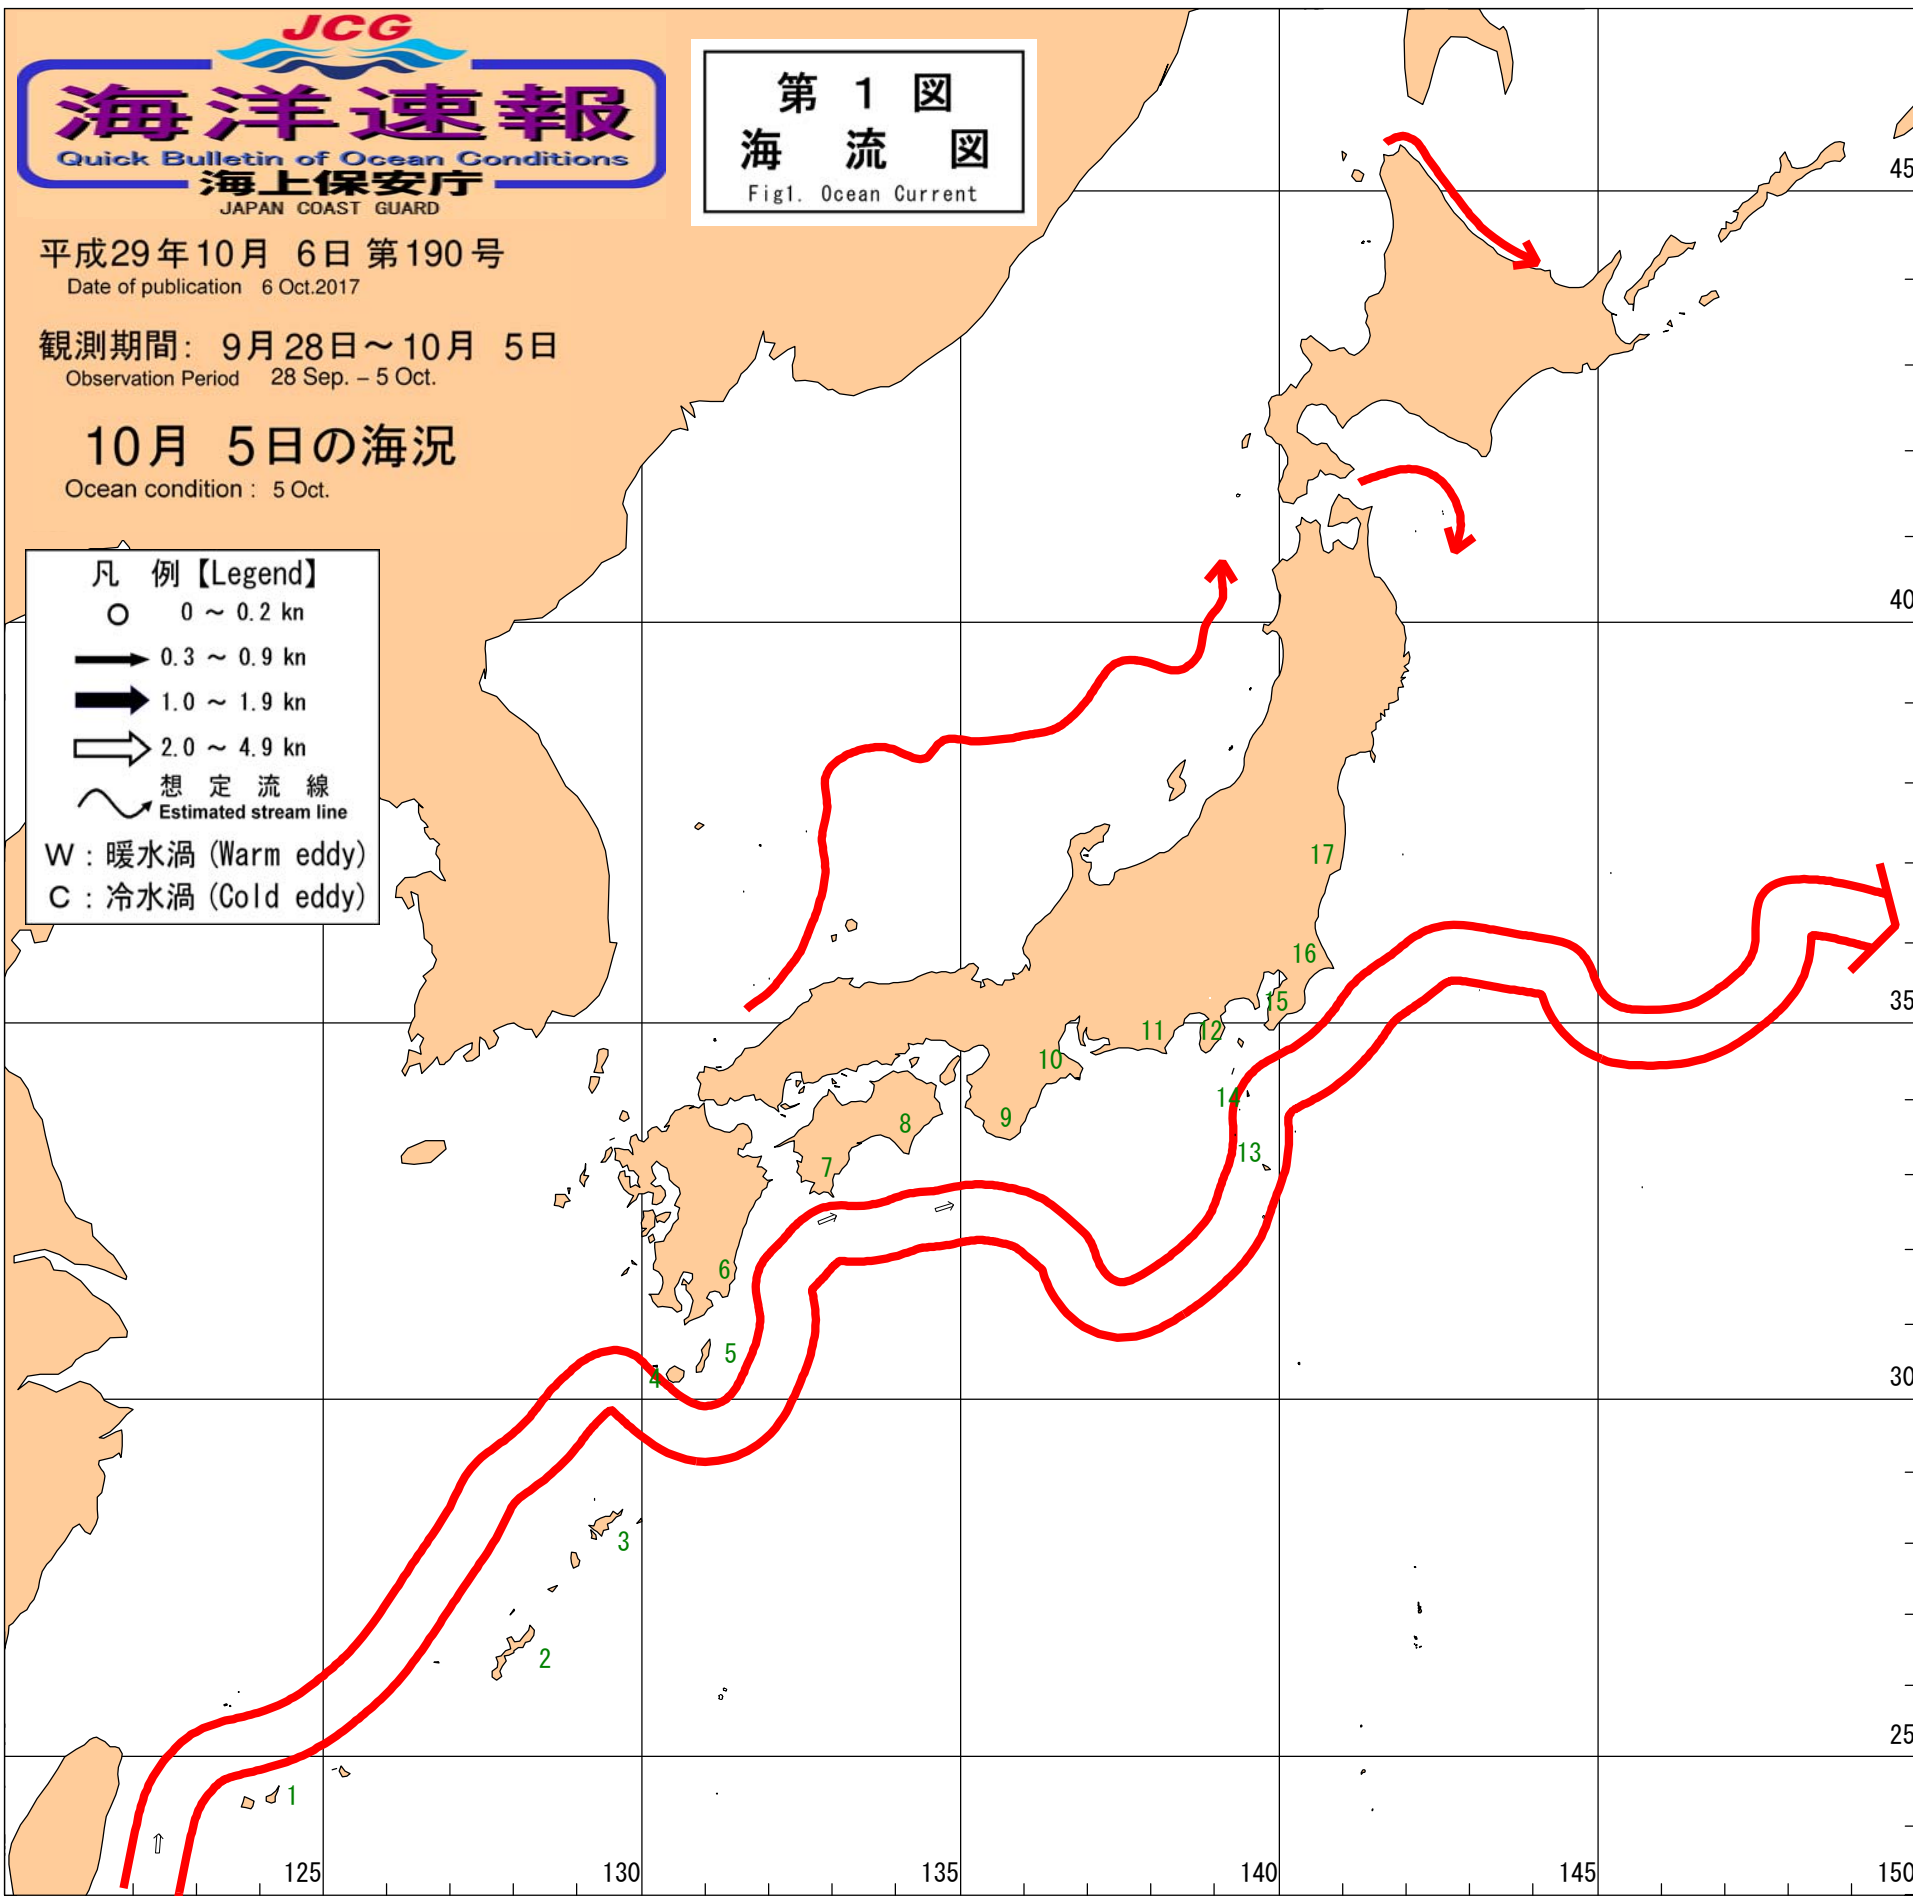 JCG
海洋速報
Quick Bulletin of Ocean Conditions
海上保安庁
JAPAN COAST GUARD
第 1 図
海 流 図
Fig1. Ocean Current
平成29年10月 6日 第190号
Date of publication 6 Oct.2017
観測期間: 9月28日～10月 5日
Observation Period 28 Sep. – 5 Oct.
10月 5日の海況
Ocean condition : 5 Oct.
凡 例【Legend】
0 ～ 0.2 kn
0.3 ～ 0.9 kn
1.0 ～ 1.9 kn
2.0 ～ 4.9 kn
想 定 流 線
Estimated stream line
W : 暖水渦 (Warm eddy)
C : 冷水渦 (Cold eddy)
45
40
17
16
35
15
14
13
12
11
10
9
8
7
6
5
4
30
3
2
25
1
125
130
135
140
145
150